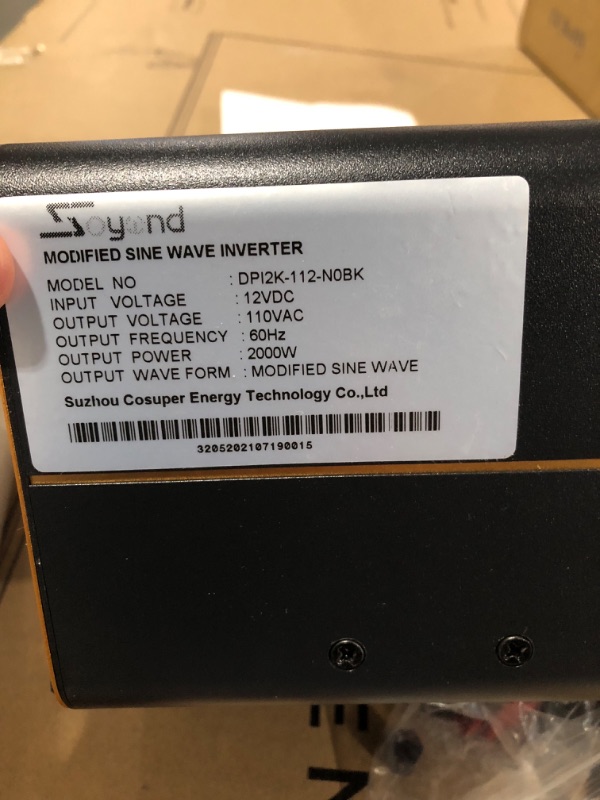 Soyond
MODIFIED SINE WAVE INVERTER
MODEL NO : DPI2K-112-N0BK
INPUT VOLTAGE : 12VDC
OUTPUT VOLTAGE : 110VAC
OUTPUT FREQUENCY : 60Hz
OUTPUT POWER : 2000W
OUTPUT WAVE FORM. : MODIFIED SINE WAVE
Suzhou Cosuper Energy Technology Co.,Ltd
3205202107190015